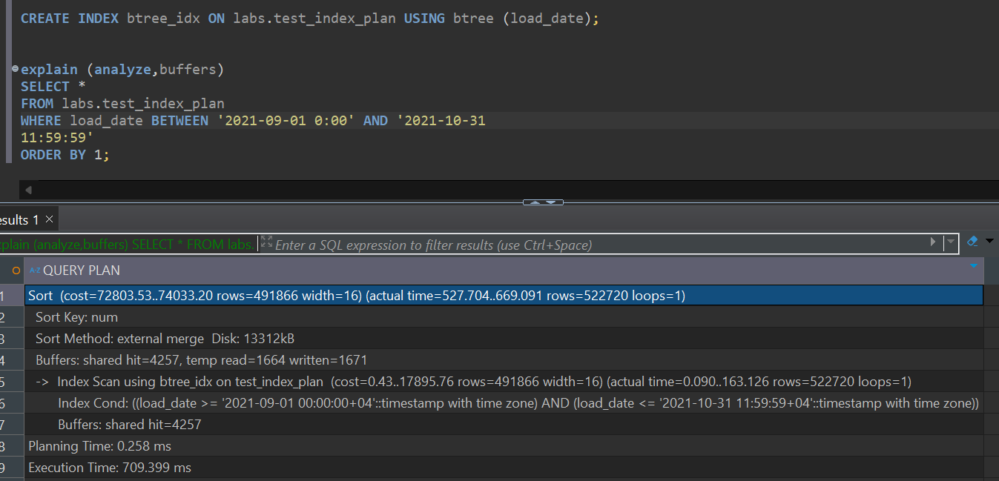 CREATE INDEX btree_idx ON labs.test_index_plan USING btree (load_date);
explain (analyze,buffers)
SELECT *
FROM labs.test_index_plan
WHERE load_date BETWEEN '2021-09-01 0:00' AND '2021-10-31
11:59:59'
ORDER BY 1;
esults 1 ×
xplain (analyze,buffers) SELECT * FROM labs. Enter a SQL expression to filter results (use Ctrl+Space)
A-Z QUERY PLAN
1 Sort (cost=72803.53..74033.20 rows=491866 width=16) (actual time=527.704..669.091 rows=522720 loops=1)
2 Sort Key: num
3 Sort Method: external merge Disk: 13312kB
4 Buffers: shared hit=4257, temp read=1664 written=1671
5 -> Index Scan using btree_idx on test_index_plan (cost=0.43..17895.76 rows=491866 width=16) (actual time=0.090..163.126 rows=522720 loops=1)
6 Index Cond: ((load_date >= '2021-09-01 00:00:00+04'::timestamp with time zone) AND (load_date <= '2021-10-31 11:59:59+04'::timestamp with time zone))
7 Buffers: shared hit=4257
8 Planning Time: 0.258 ms
9 Execution Time: 709.399 ms